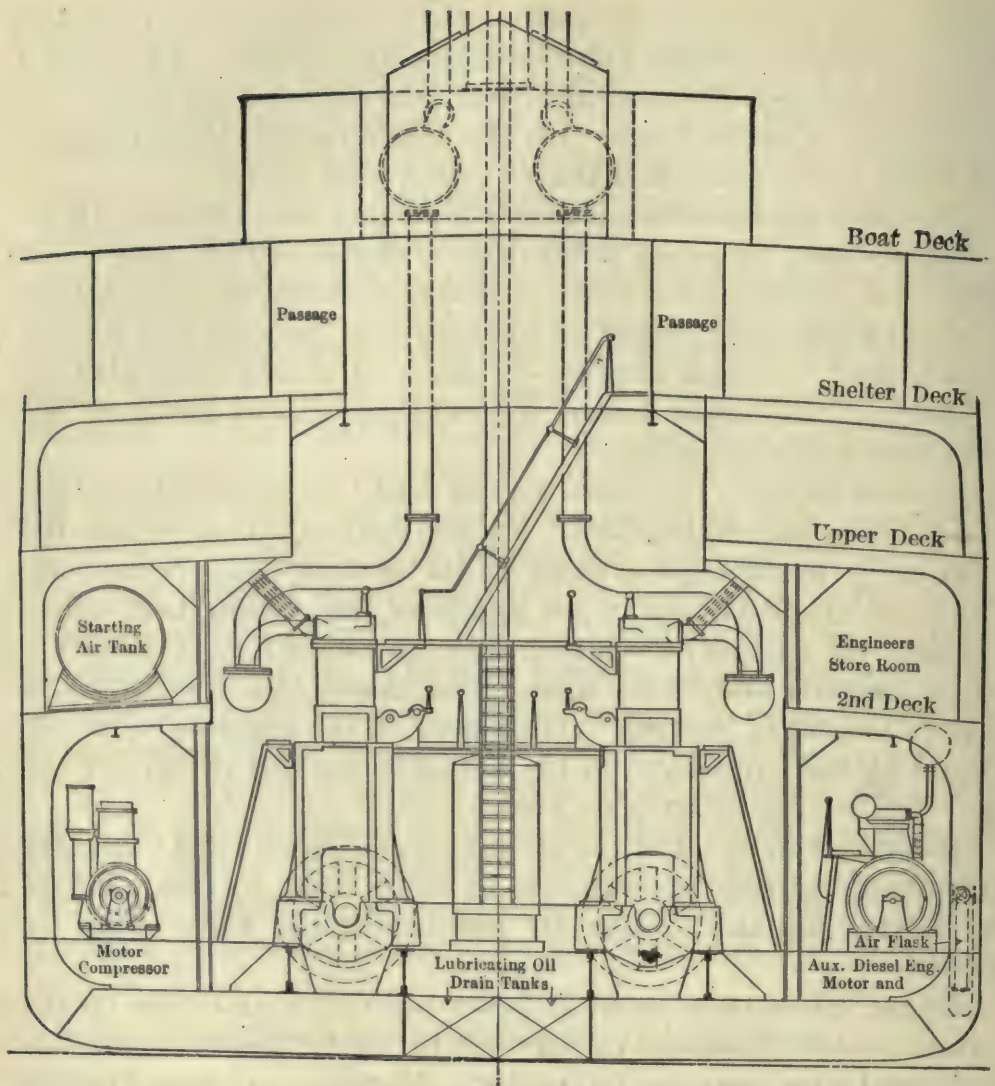 Boat Deck
Passage
Passage
Shelter Deck
Upper Deck
Starting
Air Tank
Engineers
Store Room
2nd Deck
Motor
Compressor
Lubricating Oil
Drain Tanks
Air Flask
Aux. Diesel Eng.
Motor and